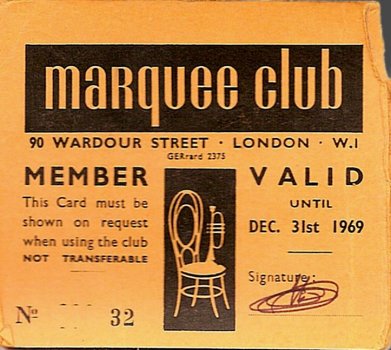 marquee club
90 WARDOUR STREET · LONDON · W.1
GERrard 2375
MEMBER
This Card must be
shown on request
when using the club
NOT TRANSFERABLE
VALID
UNTIL
DEC. 31st 1969
Signature:
No 32